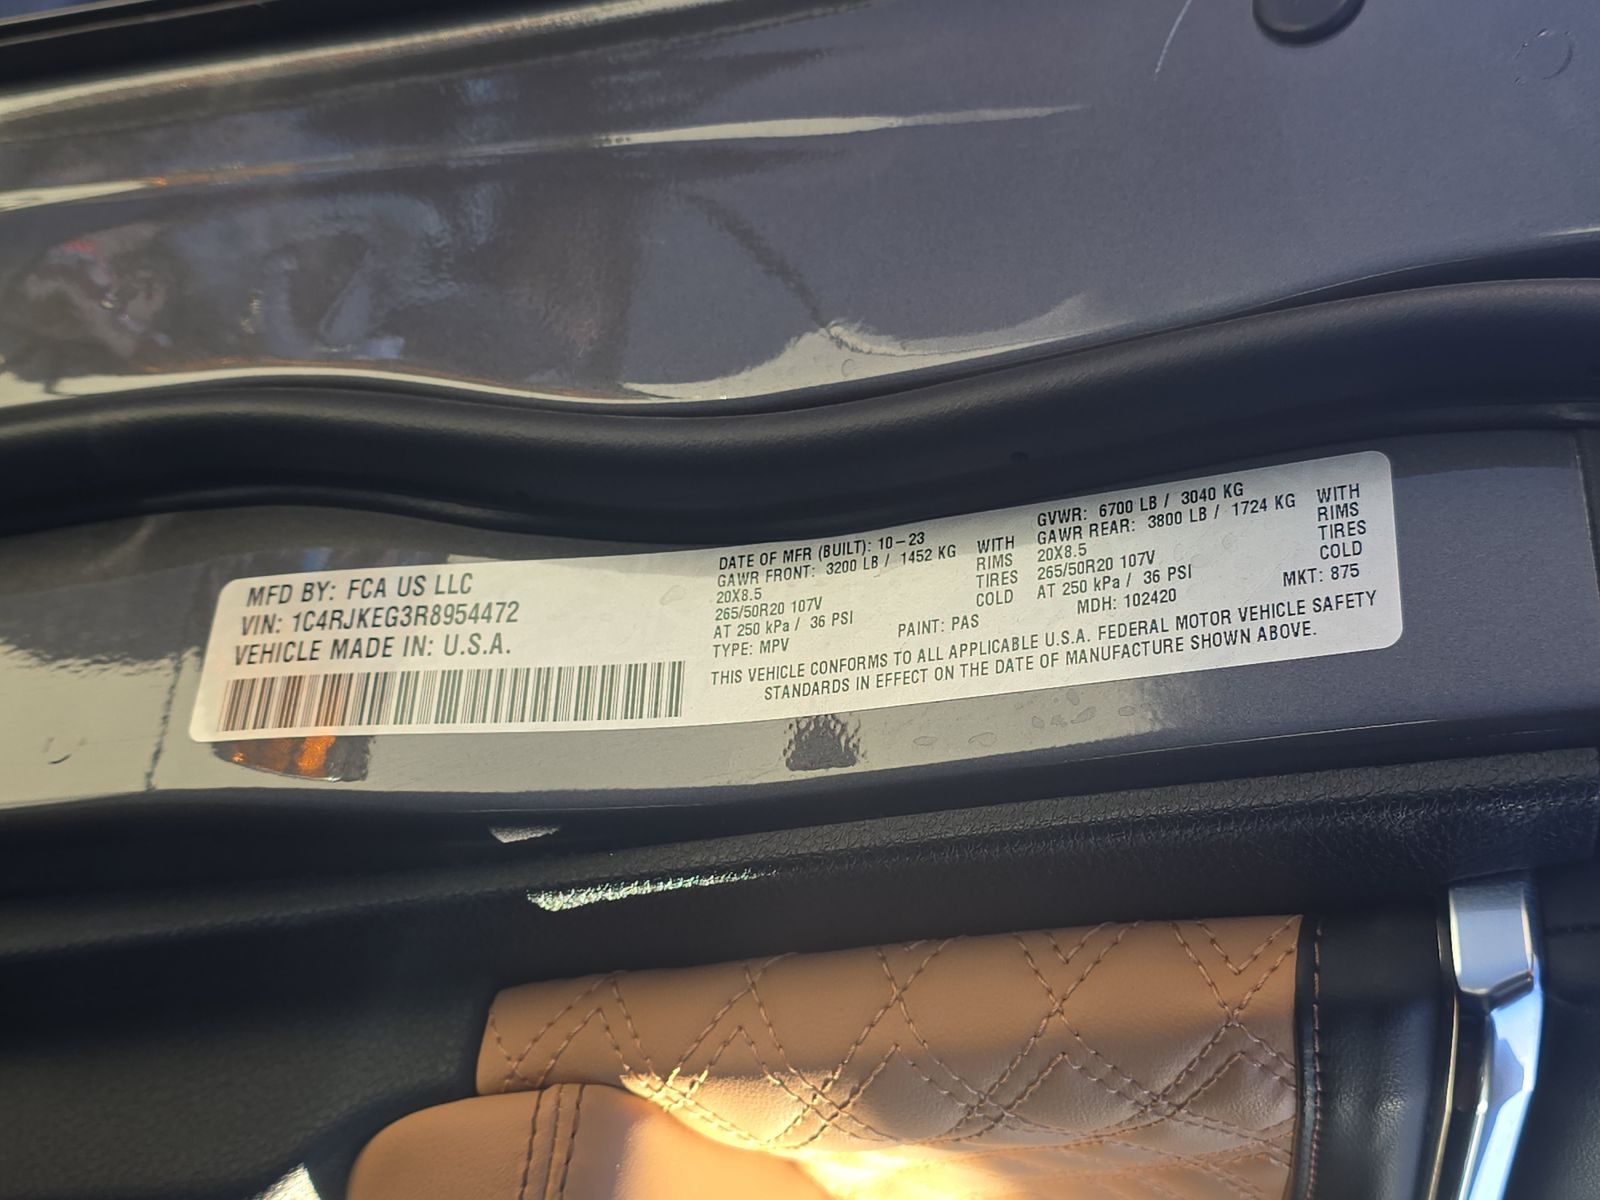 MFD BY: FCA US LLC
VIN: 1C4RJKEG3R8954472
VEHICLE MADE IN: U.S.A.
DATE OF MFR (BUILT): 10-23
GAWR FRONT: 3200 LB / 1452 KG WITH
20X8.5 RIMS
265/50R20 107V TIRES
AT 250 kPa / 36 PSI COLD
TYPE: MPV PAINT: PAS
GVWR: 6700 LB / 3040 KG
GAWR REAR: 3800 LB / 1724 KG WITH
20X8.5 RIMS
265/50R20 107V TIRES
AT 250 kPa / 36 PSI COLD
MDH: 102420 MKT: 875
THIS VEHICLE CONFORMS TO ALL APPLICABLE U.S.A. FEDERAL MOTOR VEHICLE SAFETY
STANDARDS IN EFFECT ON THE DATE OF MANUFACTURE SHOWN ABOVE.